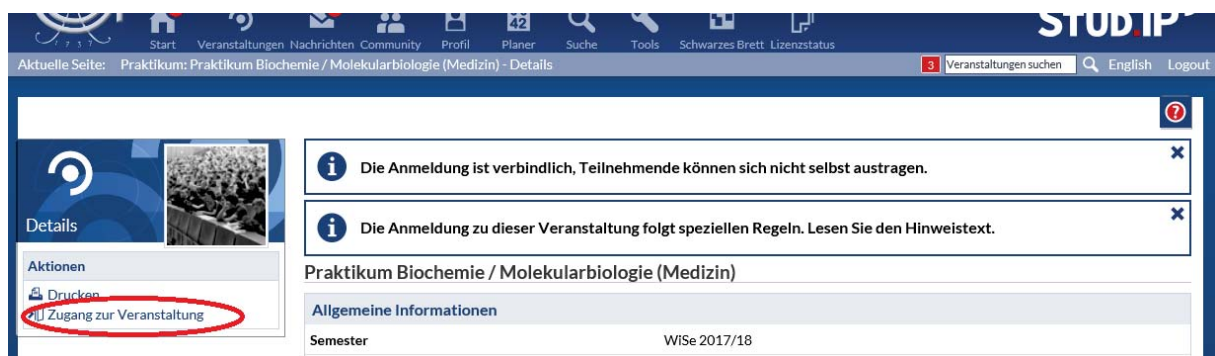 1737
42
STUD.IP
Start Veranstaltungen Nachrichten Community Profil Planer Suche Tools Schwarzes Brett Lizenzstatus
Aktuelle Seite: Praktikum: Praktikum Biochemie / Molekularbiologie (Medizin) - Details
3 Veranstaltungen suchen English Logout
Die Anmeldung ist verbindlich, Teilnehmende können sich nicht selbst austragen.
Die Anmeldung zu dieser Veranstaltung folgt speziellen Regeln. Lesen Sie den Hinweistext.
Details
Aktionen
Drucken
Zugang zur Veranstaltung
Praktikum Biochemie / Molekularbiologie (Medizin)
Allgemeine Informationen
Semester WiSe 2017/18